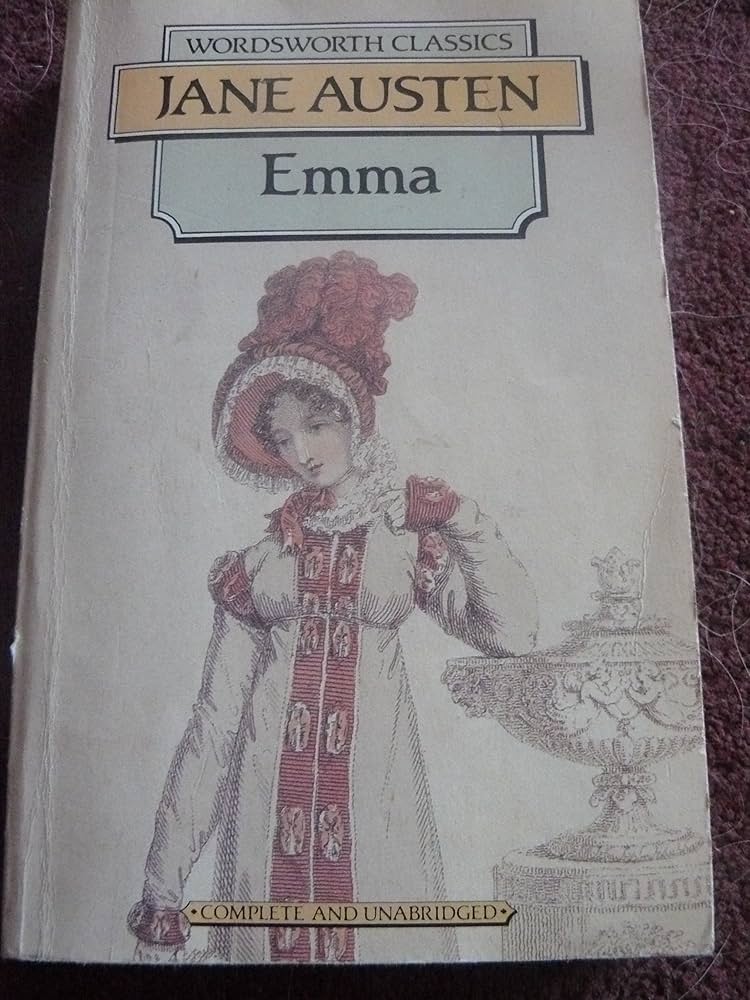 WORDSWORTH CLASSICS
JANE AUSTEN
Emma
COMPLETE AND UNABRIDGED